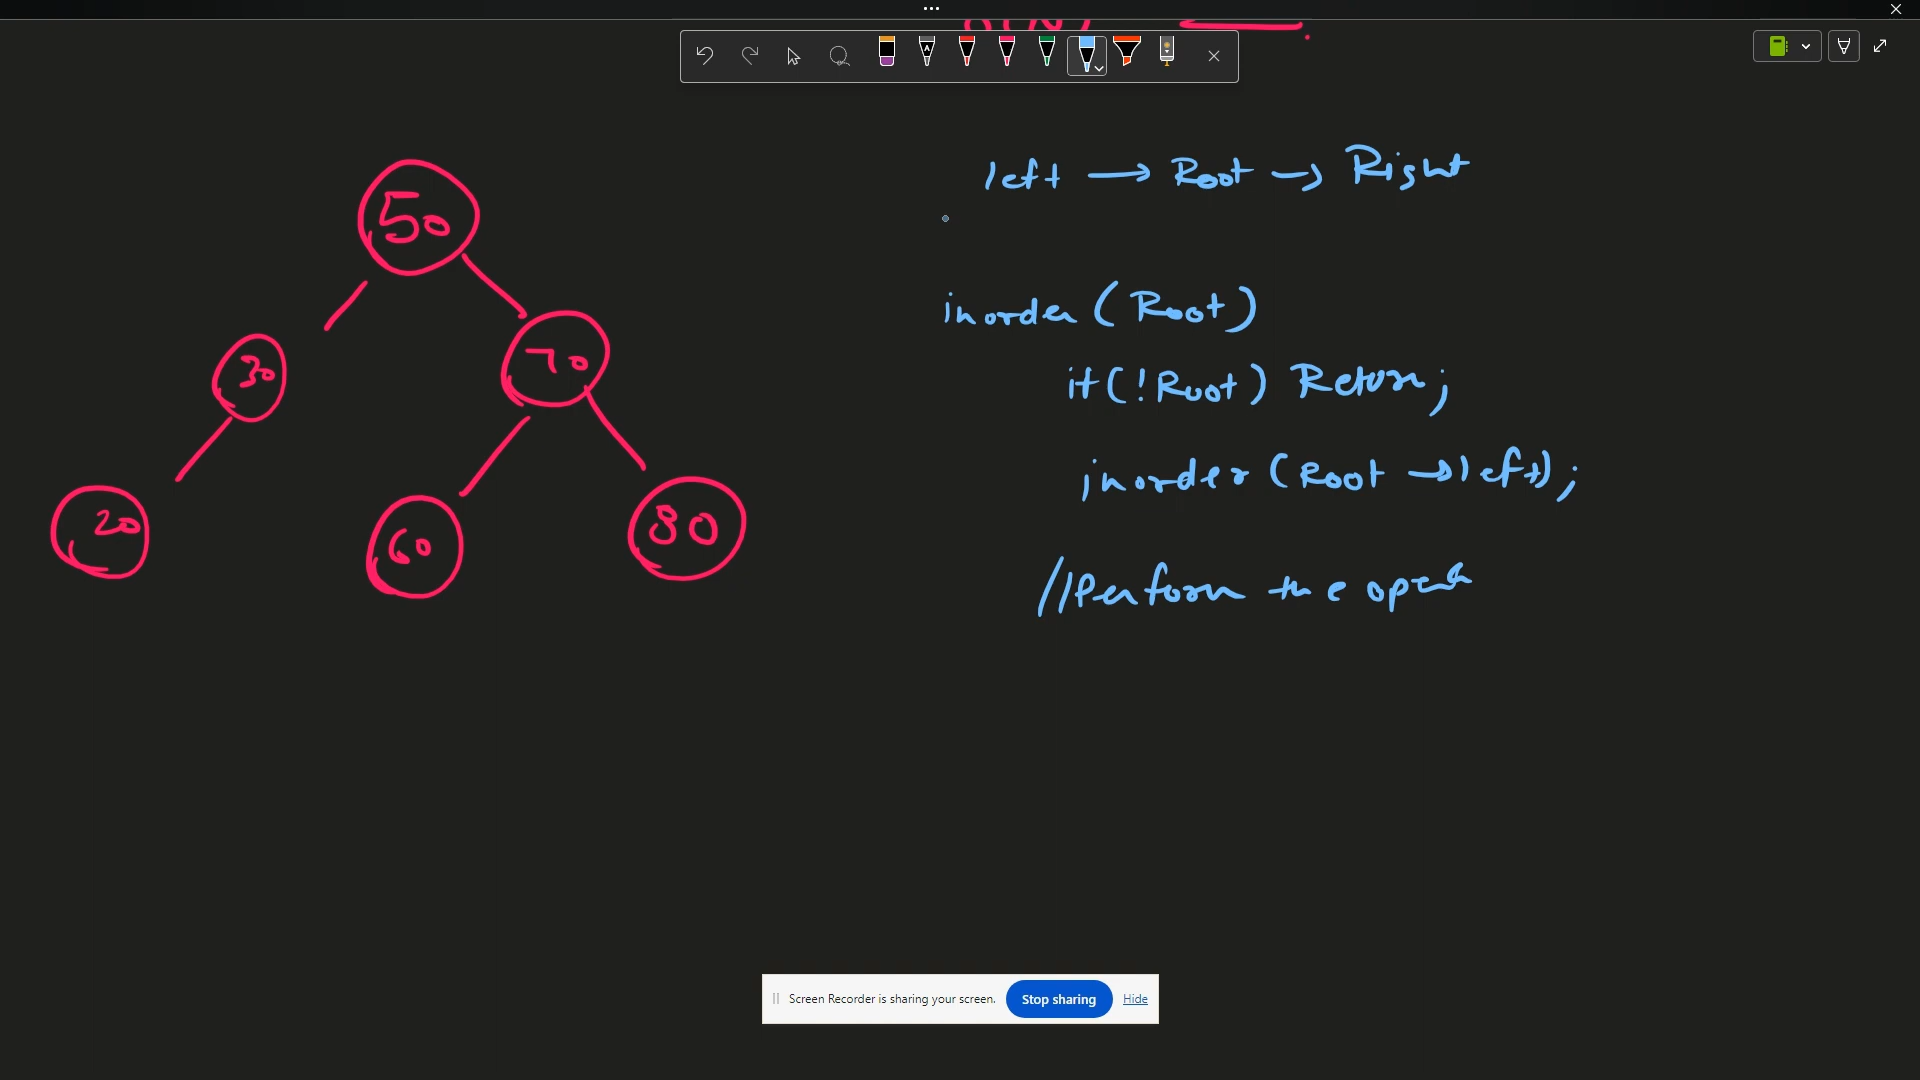 left → Root → Right
50
inorder (Root)
30
70
if(!Root) Return;
inorder (Root →left);
20
60
80
//Perform the
Screen Recorder is sharing your screen.
Stop sharing
Hide